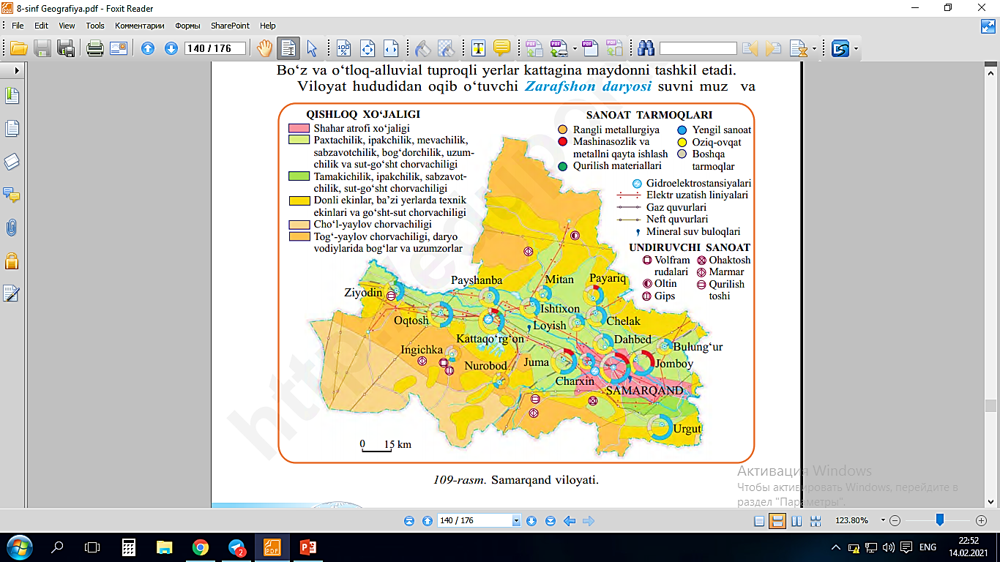 8-sinf Geografiya.pdf - Foxit Reader
File Edit View Tools Комментарии Формы SharePoint Help
140 / 176
Bo‘z va o‘tloq-alluvial tuproqli yerlar kattagina maydonni tashkil etadi.
Viloyat hududidan oqib o‘tuvchi Zarafshon daryosi suvni muz va
QISHLOQ XO‘JALIGI
Shahar atrofi xo‘jaligi
Paxtachilik, ipakchilik, mevachilik,
sabzavotchilik, bog‘dorchilik, uzum-
chilik va sut-go‘sht chorvachiligi
Tamakichilik, ipakchilik, sabzavot-
chilik, sut-go‘sht chorvachiligi
Donli ekinlar, ba’zi yerlarda texnik
ekinlari va go‘sht-sut chorvachiligi
Cho‘l-yaylov chorvachiligi
Tog‘-yaylov chorvachiligi, daryo
vodiylarida bog‘lar va uzumzorlar
SANOAT TARMOQLARI
Rangli metallurgiya
Mashinasozlik va
metallni qayta ishlash
Qurilish materiallari
Yengil sanoat
Oziq-ovqat
Boshqa
tarmoqlar
Gidroelektrostansiyalari
Elektr uzatish liniyalari
Gaz quvurlari
Neft quvurlari
Mineral suv buloqlari
UNDIRUVCHI SANOAT
Volfram
rudalari
Oltin
Gips
Ohaktosh
Marmar
Qurilish
toshi
Payshanba
Mitan
Payariq
Ziyodin
Ishtixon
Oqtosh
Loyish
Chelak
Kattaqo‘rg‘on
Dahbed
Bulung‘ur
Ingichka
Nurobod
Juma
Jomboy
Charxin
SAMARQAND
Urgut
0 15 km
109-rasm. Samarqand viloyati.
Активация Windows
Чтобы активировать Windows, перейдите в
раздел "Параметры".
140 / 176
123.80%
2
ENG
22:52
14.02.2021